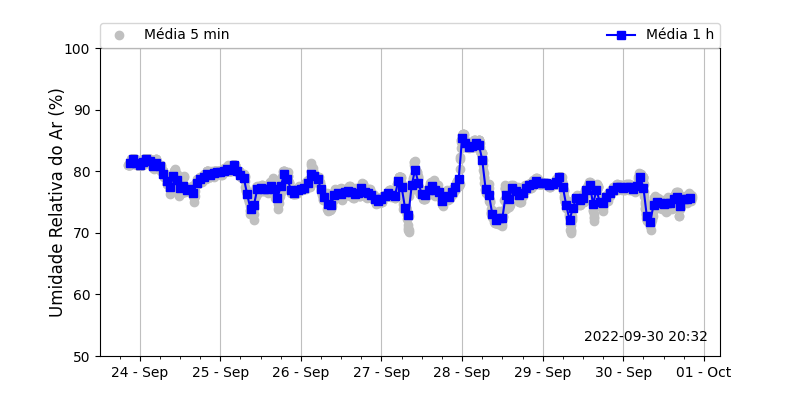 Média 5 min
Média 1 h
Umidade Relativa do Ar (%)
100
90
80
70
60
50
2022-09-30 20:32
24 - Sep
25 - Sep
26 - Sep
27 - Sep
28 - Sep
29 - Sep
30 - Sep
01 - Oct